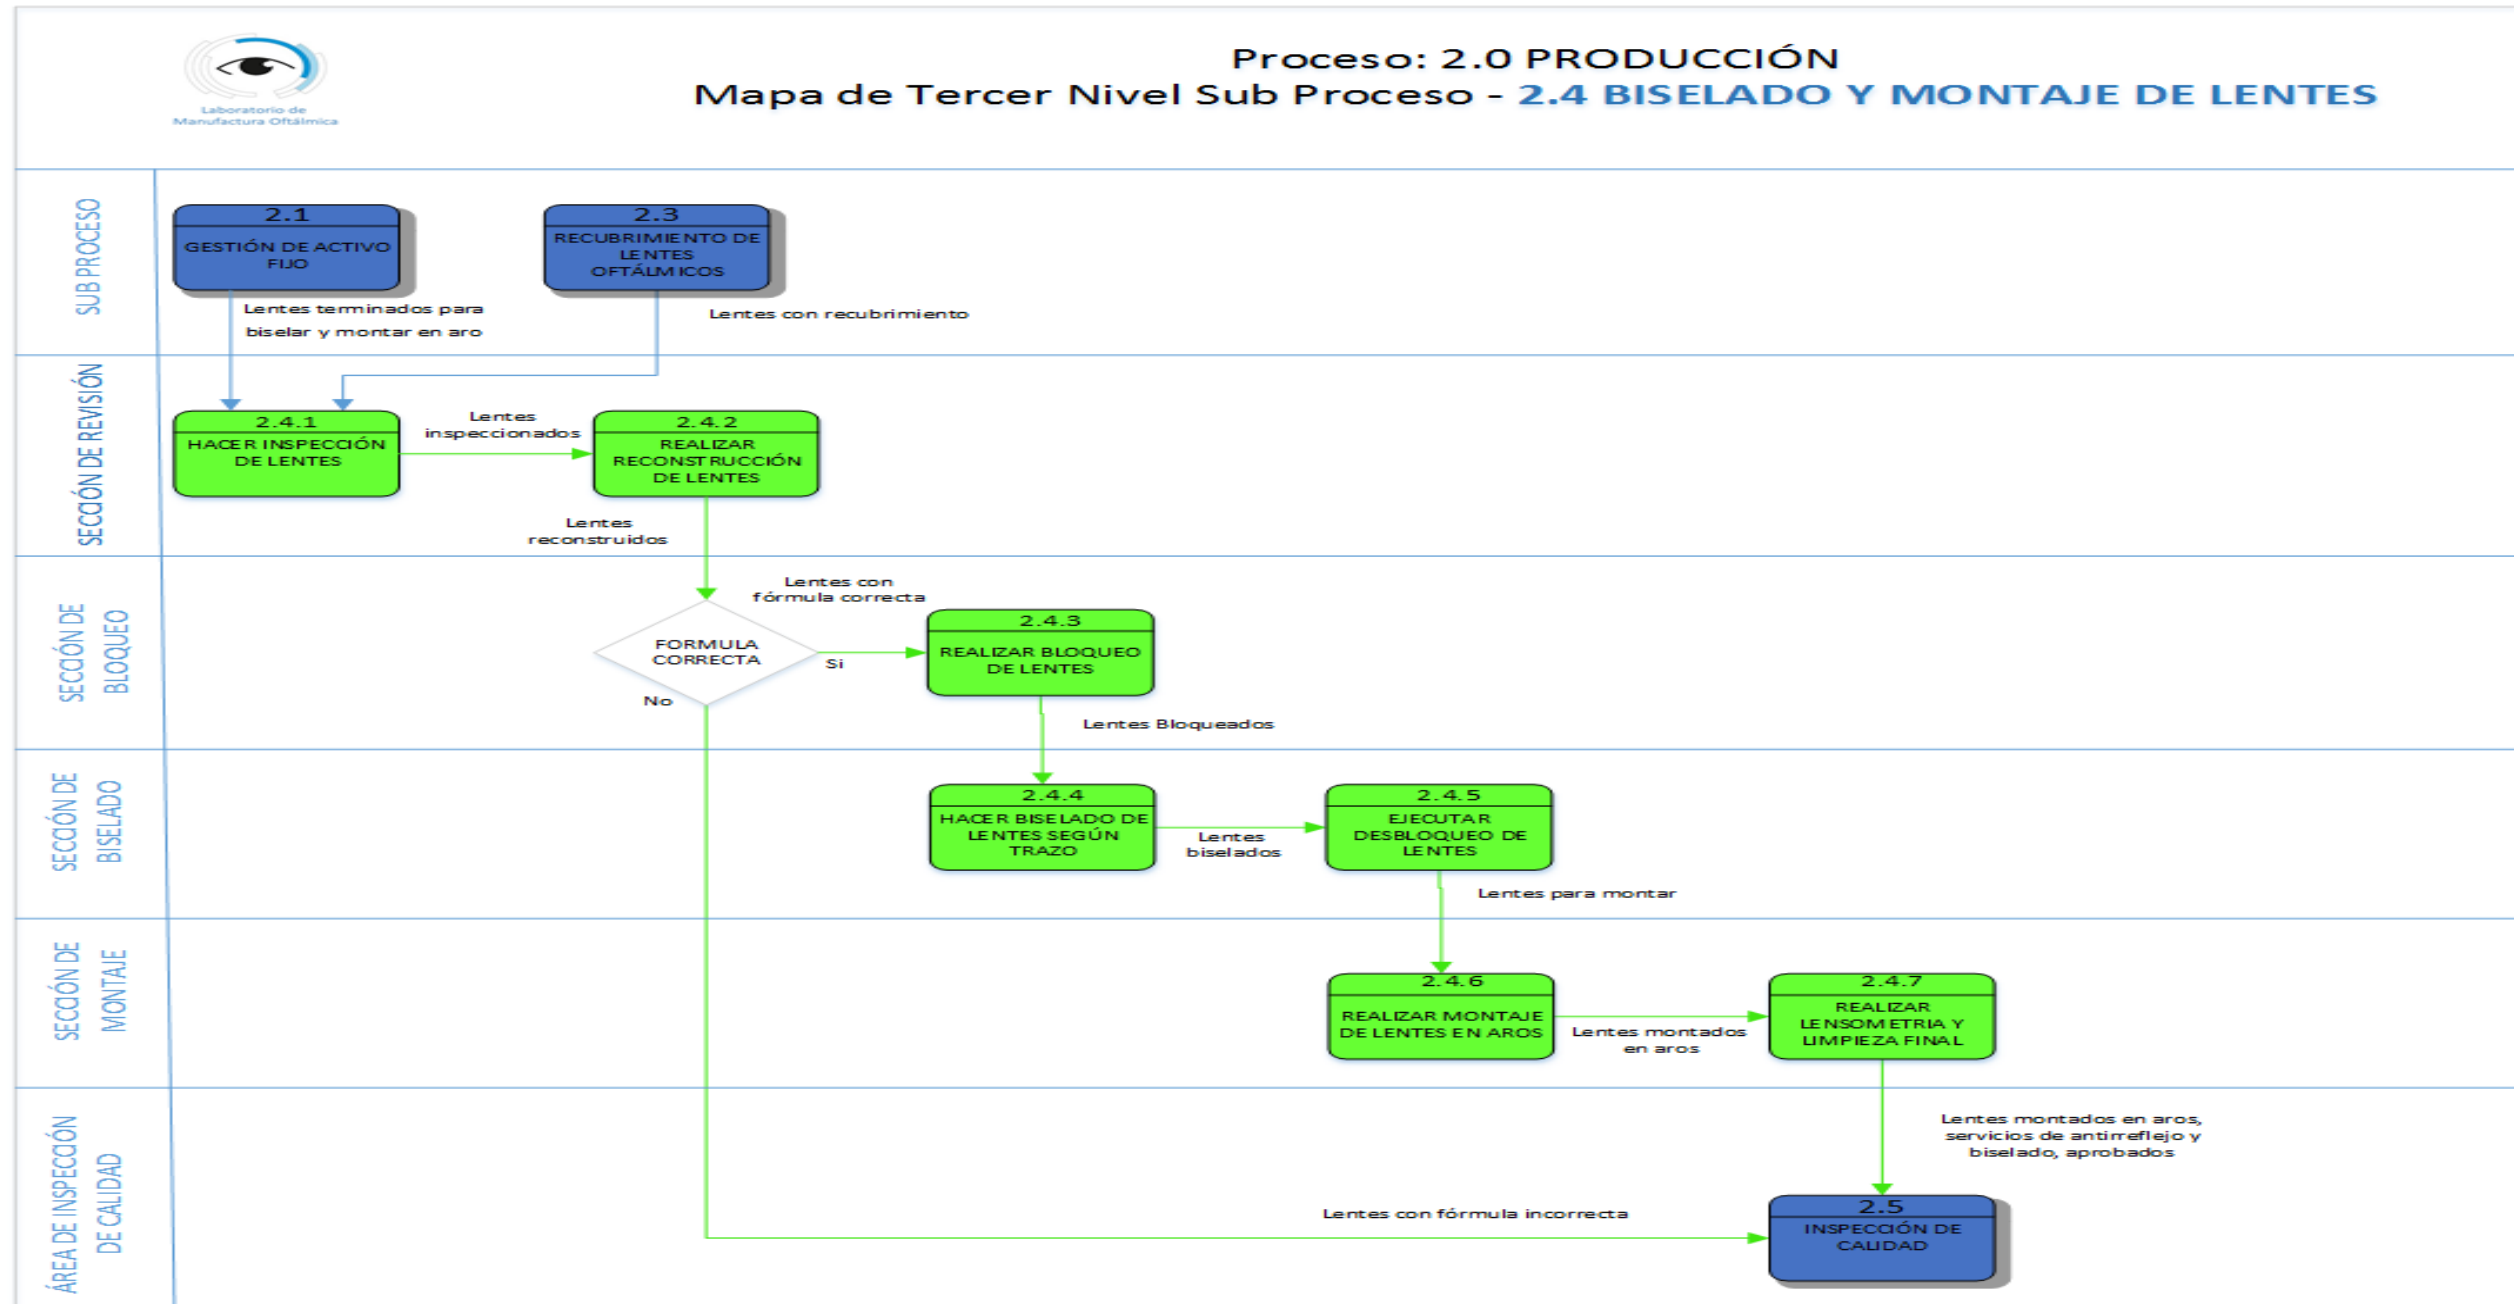 Laboratorio de
Manufactura Oftálmica
Proceso: 2.0 PRODUCCIÓN
Mapa de Tercer Nivel Sub Proceso - 2.4 BISELADO Y MONTAJE DE LENTES
SUB PROCESO
2.1
GESTIÓN DE ACTIVO
FIJO
2.3
RECUBRIMIENTO DE
LENTES
OFTÁLMICOS
Lentes terminados para
biselar y montar en aro
Lentes con recubrimiento
SECCIÓN DE REVISIÓN
2.4.1
HACER INSPECCIÓN
DE LENTES
Lentes
inspeccionados
2.4.2
REALIZAR
RECONSTRUCCIÓN
DE LENTES
Lentes
reconstruidos
SECCIÓN DE
BLOQUEO
FORMULA
CORRECTA
Si
No
Lentes con
fórmula correcta
2.4.3
REALIZAR BLOQUEO
DE LENTES
Lentes Bloqueados
SECCIÓN DE
BISELADO
2.4.4
HACER BISELADO DE
LENTES SEGÚN
TRAZO
Lentes
biselados
2.4.5
EJECUTAR
DESBLOQUEO DE
LENTES
Lentes para montar
SECCIÓN DE
MONTAJE
2.4.6
REALIZAR MONTAJE
DE LENTES EN AROS
Lentes montados
en aros
2.4.7
REALIZAR
LENSOMETRIA Y
LIMPIEZA FINAL
ÁREA DE INSPECCIÓN
DE CALIDAD
Lentes montados en aros,
servicios de antirreflejo y
biselado, aprobados
Lentes con fórmula incorrecta
2.5
INSPECCIÓN DE
CALIDAD